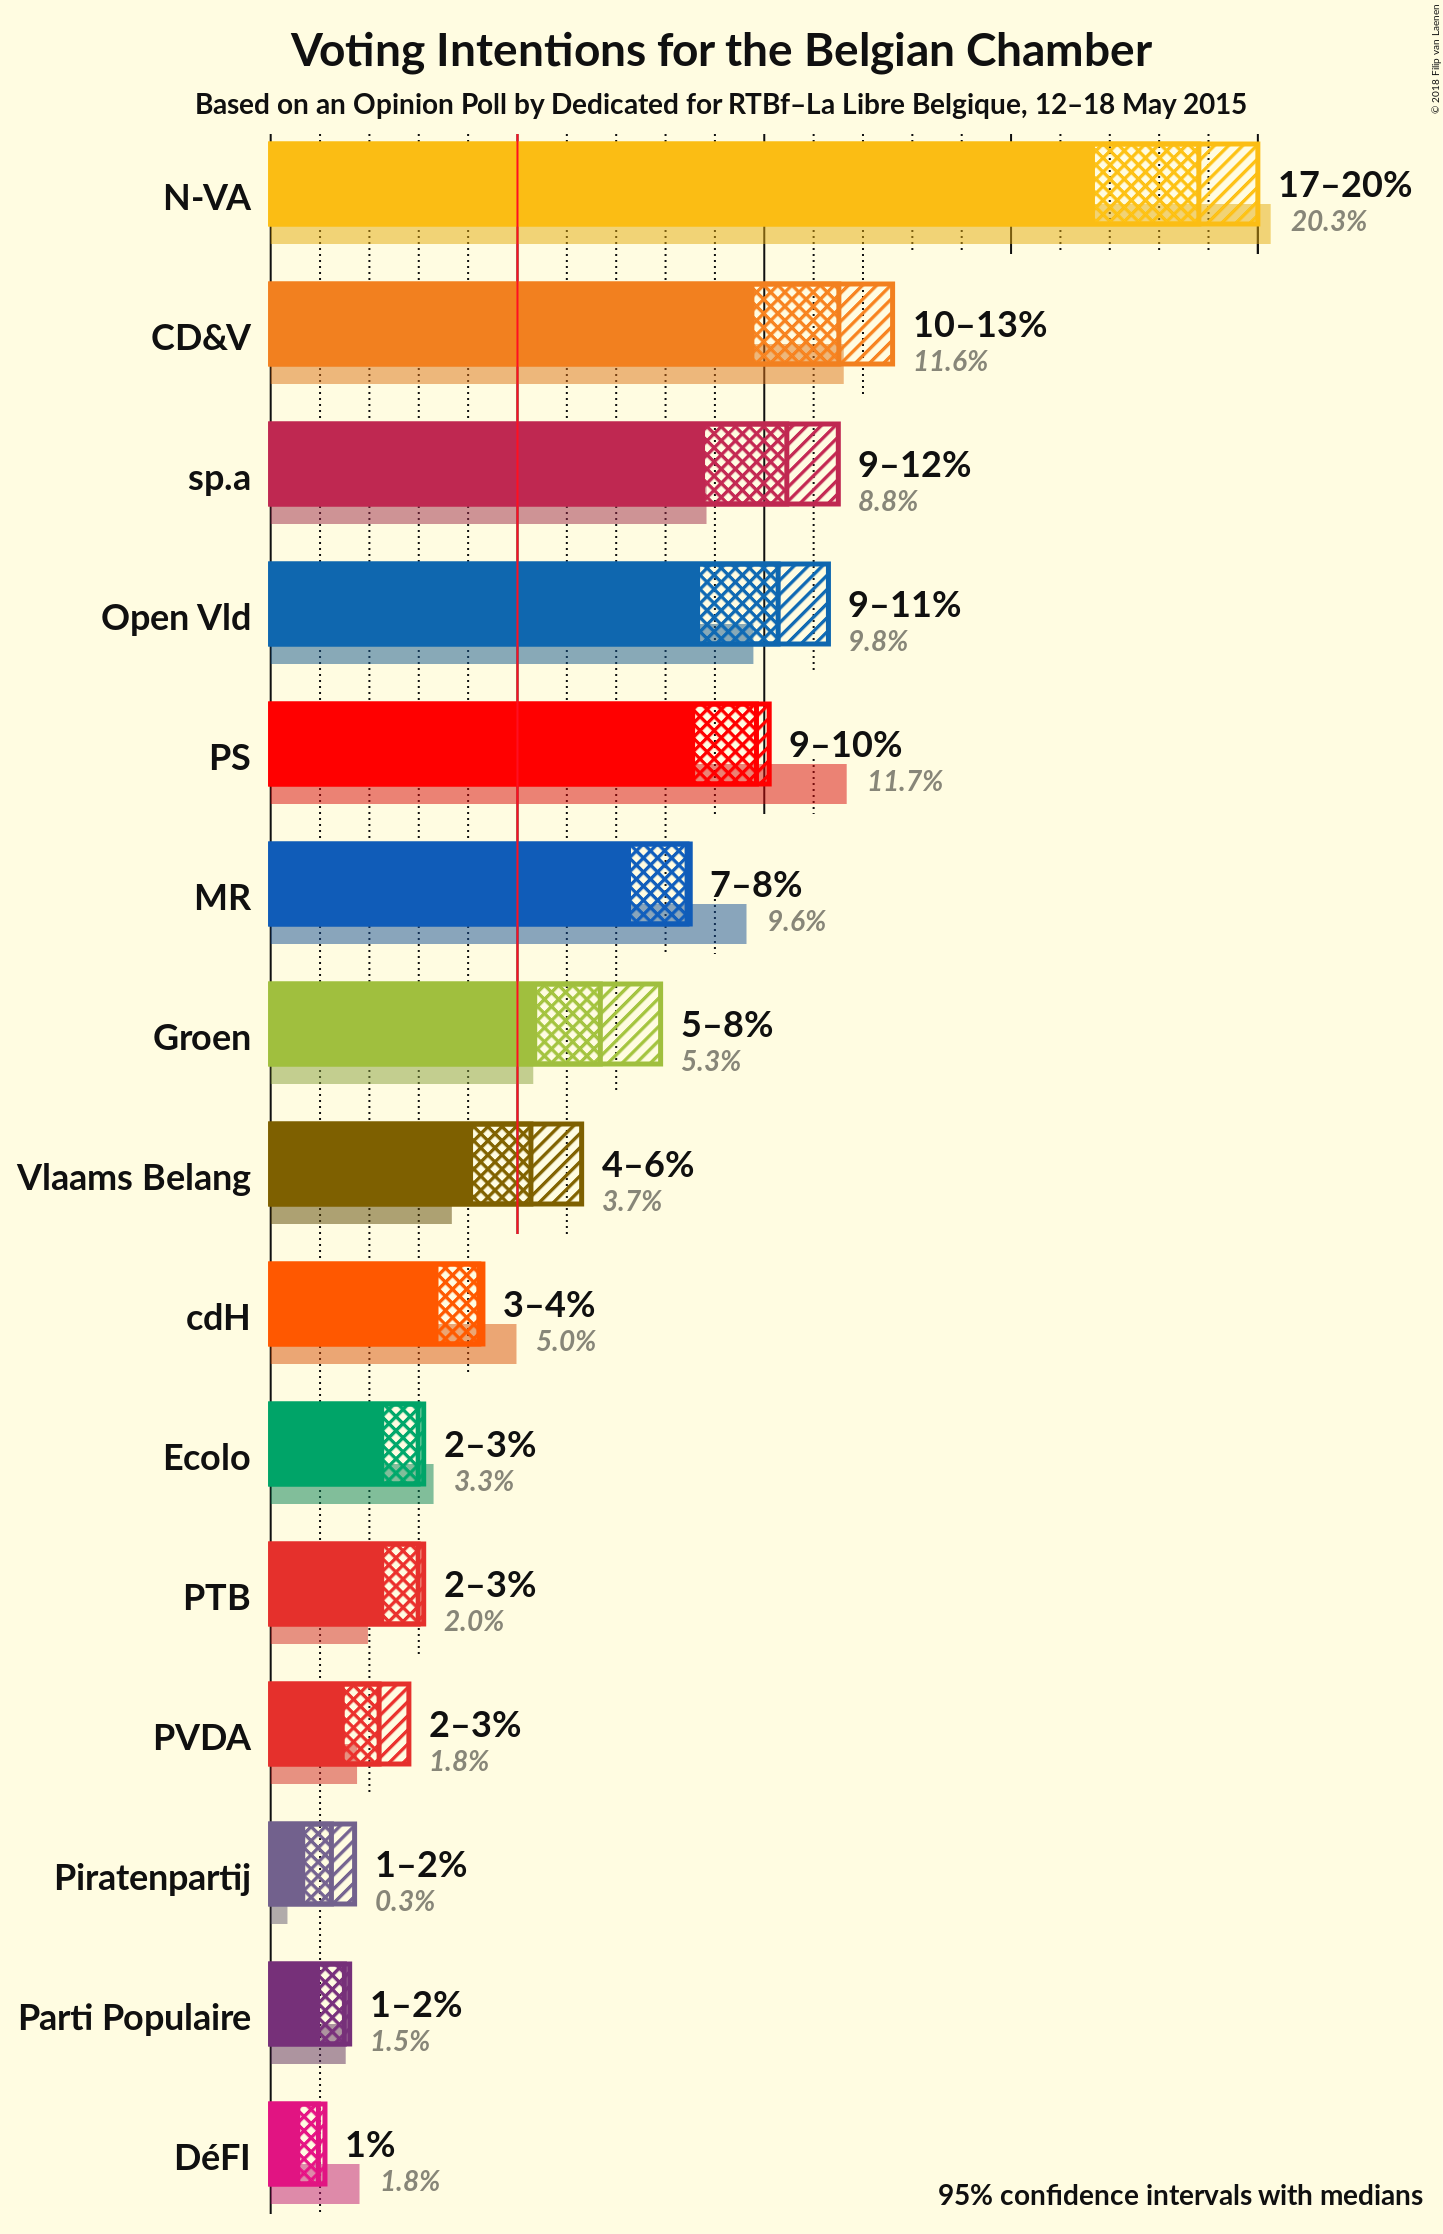 Voting Intentions for the Belgian Chamber
Based on an Opinion Poll by Dedicated for RTBf–La Libre Belgique, 12–18 May 2015
© 2018 Filip van Laenen
N-VA
17–20%
20.3%
CD&V
10–13%
11.6%
sp.a
9–12%
8.8%
Open Vld
9–11%
9.8%
PS
9–10%
11.7%
MR
7–8%
9.6%
Groen
5–8%
5.3%
Vlaams Belang
4–6%
3.7%
cdH
3–4%
5.0%
Ecolo
2–3%
3.3%
PTB
2–3%
2.0%
PVDA
2–3%
1.8%
Piratenpartij
1–2%
0.3%
Parti Populaire
1–2%
1.5%
DéFI
1%
1.8%
95% confidence intervals with medians